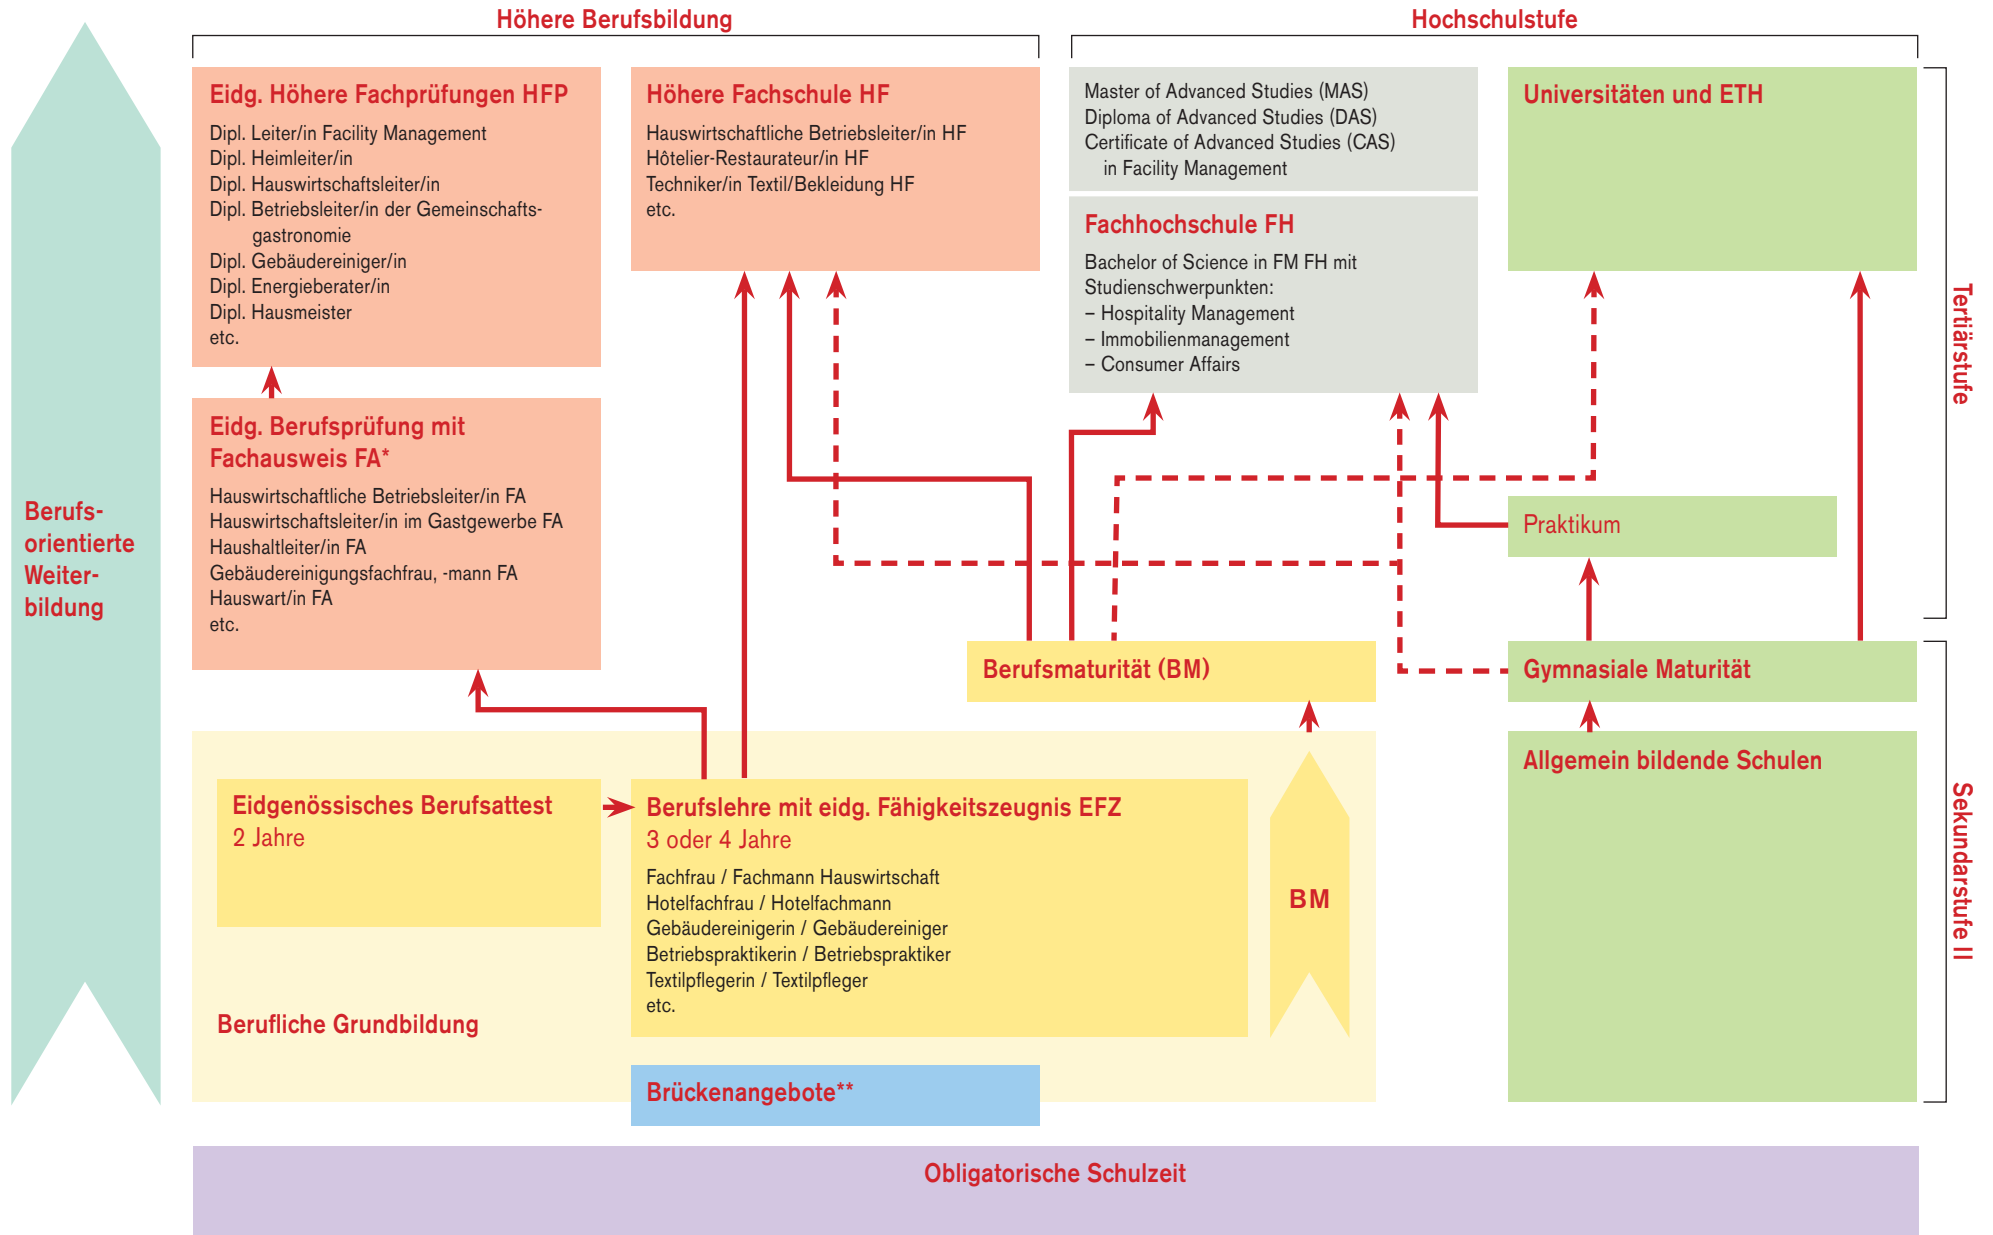 Höhere Berufsbildung
Hochschulstufe
Berufs-
orientierte
Weiter-
bildung
Eidg. Höhere Fachprüfungen HFP
Dipl. Leiter/in Facility Management
Dipl. Heimleiter/in
Dipl. Hauswirtschaftsleiter/in
Dipl. Betriebsleiter/in der Gemeinschafts-
gastronomie
Dipl. Gebäudereiniger/in
Dipl. Energieberater/in
Dipl. Hausmeister
etc.
Höhere Fachschule HF
Hauswirtschaftliche Betriebsleiter/in HF
Hôtelier-Restaurateur/in HF
Techniker/in Textil/Bekleidung HF
etc.
Master of Advanced Studies (MAS)
Diploma of Advanced Studies (DAS)
Certificate of Advanced Studies (CAS)
in Facility Management
Fachhochschule FH
Bachelor of Science in FM FH mit
Studienschwerpunkten:
– Hospitality Management
– Immobilienmanagement
– Consumer Affairs
Universitäten und ETH
Tertiärstufe
Eidg. Berufsprüfung mit
Fachausweis FA*
Hauswirtschaftliche Betriebsleiter/in FA
Hauswirtschaftsleiter/in im Gastgewerbe FA
Haushaltleiter/in FA
Gebäudereinigungsfachfrau, -mann FA
Hauswart/in FA
etc.
Praktikum
Berufsmaturität (BM)
Gymnasiale Maturität
Eidgenössisches Berufsattest
2 Jahre
Berufslehre mit eidg. Fähigkeitszeugnis EFZ
3 oder 4 Jahre
Fachfrau / Fachmann Hauswirtschaft
Hotelfachfrau / Hotelfachmann
Gebäudereinigerin / Gebäudereiniger
Betriebspraktikerin / Betriebspraktiker
Textilpflegerin / Textilpfleger
etc.
BM
Allgemein bildende Schulen
Sekundarstufe II
Berufliche Grundbildung
Brückenangebote**
Obligatorische Schulzeit